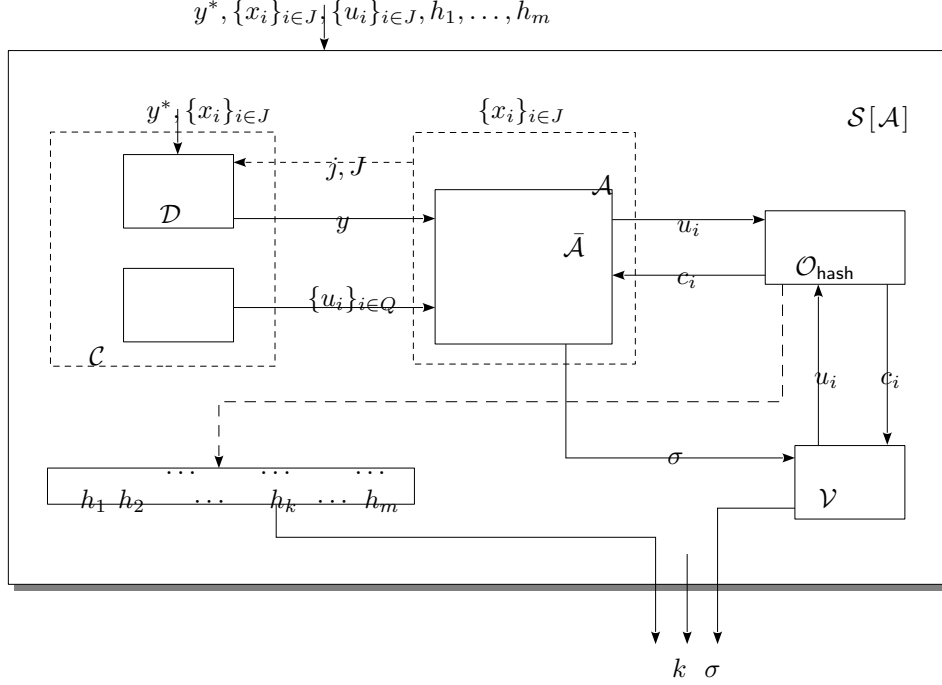 y*, {x_i}_{i∈J}, {u_i}_{i∈J}, h_1, …, h_m
y*, {x_i}_{i∈J}
{x_i}_{i∈J}
S[A]
j, J
A
D
y
u_i
Ā
O_hash
c_i
{u_i}_{i∈Q}
C
u_i
c_i
σ
⋯ ⋯ ⋯
h_1 h_2 ⋯ h_k ⋯ h_m
V
k σ